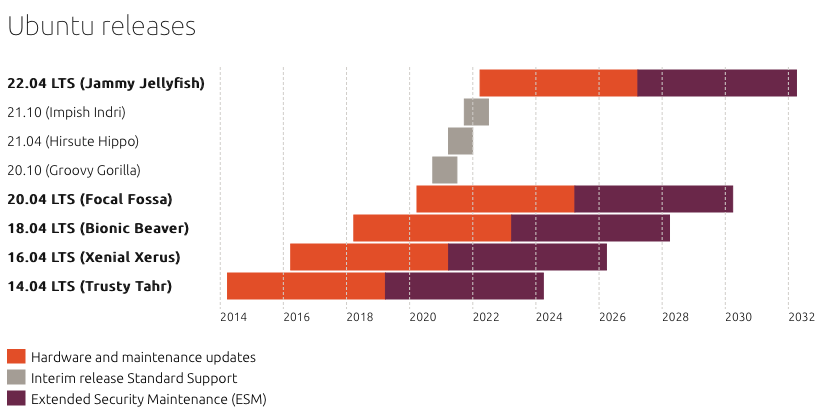 Ubuntu releases
22.04 LTS (Jammy Jellyfish)
21.10 (Impish Indri)
21.04 (Hirsute Hippo)
20.10 (Groovy Gorilla)
20.04 LTS (Focal Fossa)
18.04 LTS (Bionic Beaver)
16.04 LTS (Xenial Xerus)
14.04 LTS (Trusty Tahr)
2014 2016 2018 2020 2022 2024 2026 2028 2030 2032
Hardware and maintenance updates
Interim release Standard Support
Extended Security Maintenance (ESM)